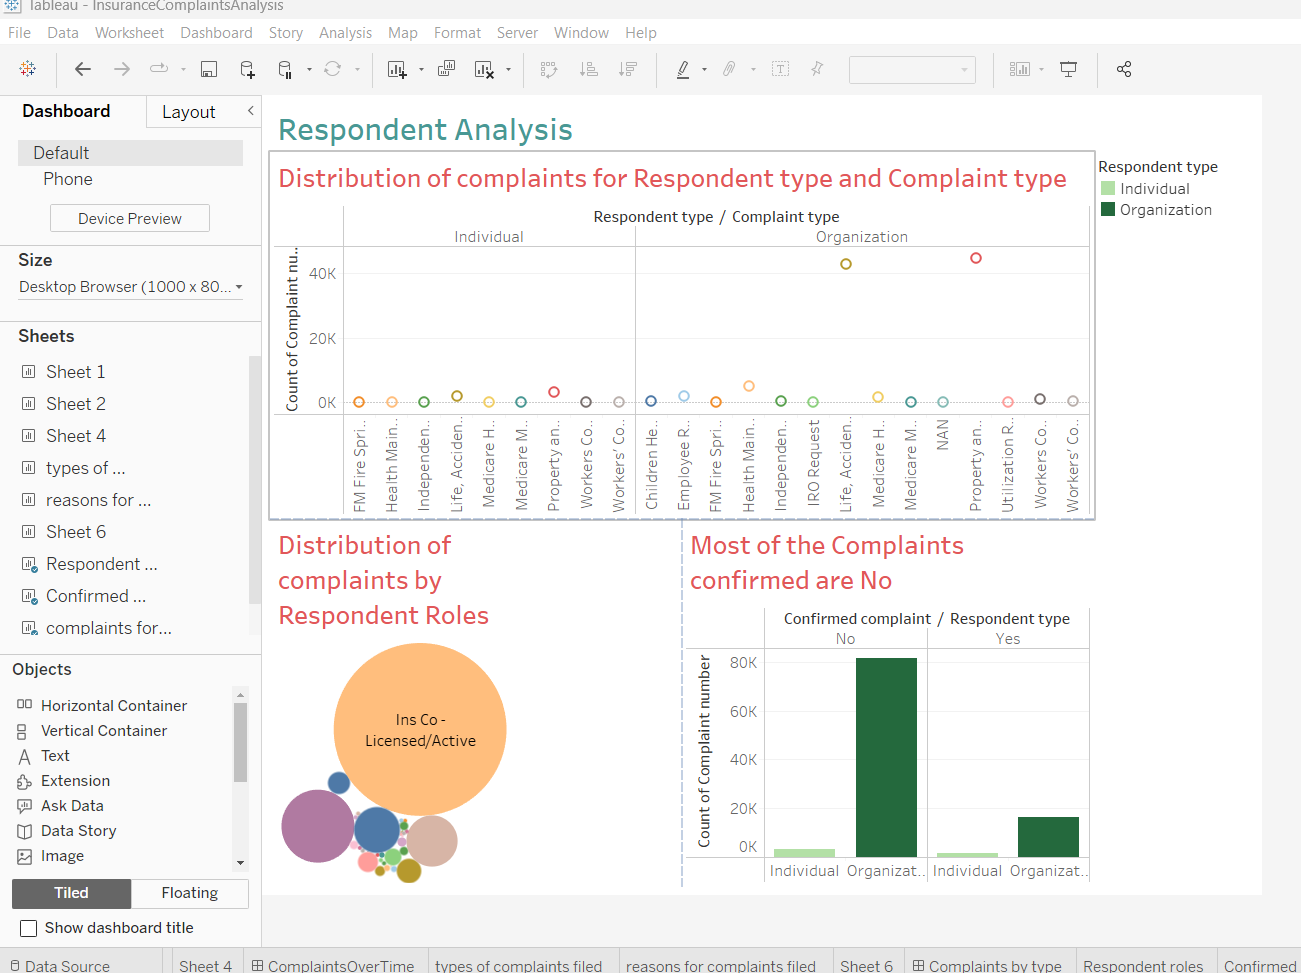 Tableau - InsuranceComplaintsAnalysis
File Data Worksheet Dashboard Story Analysis Map Format Server Window Help
Dashboard Layout
Default
Phone
Device Preview
Size
Desktop Browser (1000 x 80...
Sheets
Sheet 1
Sheet 2
Sheet 4
types of ...
reasons for ...
Sheet 6
Respondent ...
Confirmed ...
complaints for...
Objects
Horizontal Container
Vertical Container
Text
Extension
Ask Data
Data Story
Image
Tiled Floating
Show dashboard title
Respondent Analysis
Distribution of complaints for Respondent type and Complaint type
Respondent type / Complaint type
Individual Organization
Count of Complaint nu..
40K
20K
0K
FM Fire Spri..
Health Main..
Independen..
Life, Acciden..
Medicare H..
Medicare M..
Property an..
Workers Co..
Workers' Co..
Children He..
Employee R..
FM Fire Spri..
Health Main..
Independen..
IRO Request
Life, Acciden..
Medicare H..
Medicare M..
NAN
Property an..
Utilization R..
Workers Co..
Workers' Co..
Respondent type
Individual
Organization
Distribution of
complaints by
Respondent Roles
Ins Co -
Licensed/Active
Most of the Complaints
confirmed are No
Confirmed complaint / Respondent type
No Yes
Count of Complaint number
80K
60K
40K
20K
0K
Individual Organizat.. Individual Organizat..
Data Source Sheet 4 ComplaintsOverTime types of complaints filed reasons for complaints filed Sheet 6 Complaints by type Respondent roles Confirmed